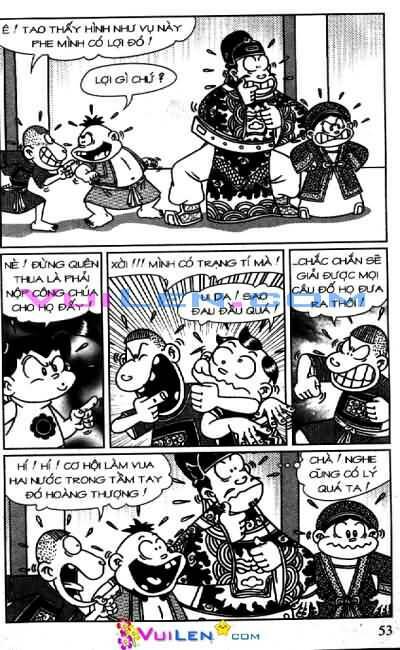 Ê ! TAO THẤY HÌNH NHƯ VỤ NÀY
PHE MÌNH CÓ LỢI ĐÓ !
LỢI GÌ CHỨ ?
NÈ ! ĐỪNG QUÊN
THUA LÀ PHẢI
NỘP CÔNG CHÚA
CHO HỌ ĐẤY !
XỜI !!! MÌNH CÓ TRẠNG TÍ MÀ !
Ụ DA ! SAO
ĐAU ĐẦU QUÁ !
..CHẮC CHẮN SẼ
GIẢI ĐƯỢC MỌI
CÂU ĐỐ HỌ ĐƯA
RA THÔI !
VUILEN.COM
HÍ ! HÍ ! CƠ HỘI LÀM VUA
HAI NƯỚC TRONG TẦM TAY
ĐÓ HOÀNG THƯỢNG !
CHÀ ! NGHE
CŨNG CÓ LÝ
QUÁ TA !
VUILEN.COM
53